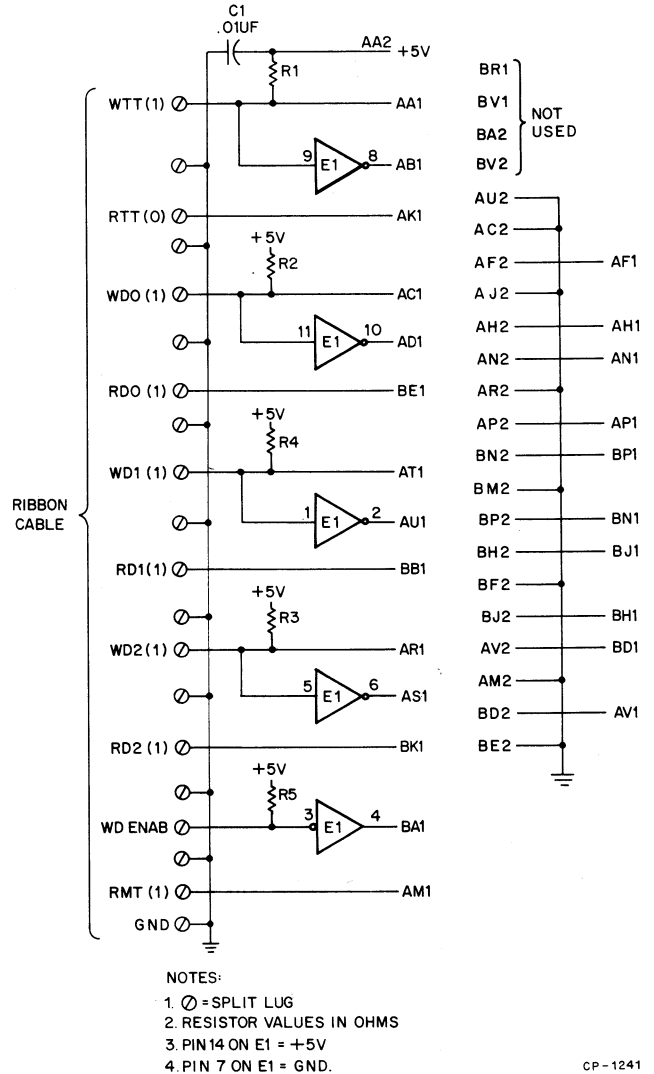 C1
.01UF
AA2
+5V
R1
WTT (1)
AA1
9 E1 8
AB1
RTT (0)
AK1
+5V
R2
WDO (1)
AC1
11 E1 10
AD1
RDO (1)
BE1
+5V
R4
WD1 (1)
AT1
1 E1 2
AU1
RD1 (1)
BB1
+5V
R3
WD2 (1)
AR1
5 E1 6
AS1
RD2 (1)
BK1
+5V
R5
WD ENAB
3 E1 4
BA1
RMT (1)
AM1
GND
RIBBON
CABLE
BR1
BV1
BA2
BV2
NOT
USED
AU2
AC2
AF2 AF1
AJ2
AH2 AH1
AN2 AN1
AR2
AP2 AP1
BN2 BP1
BM2
BP2 BN1
BH2 BJ1
BF2
BJ2 BH1
AV2 BD1
AM2
BD2 AV1
BE2
NOTES:
1. ⊘ = SPLIT LUG
2. RESISTOR VALUES IN OHMS
3. PIN 14 ON E1 = +5V
4. PIN 7 ON E1 = GND.
CP-1241